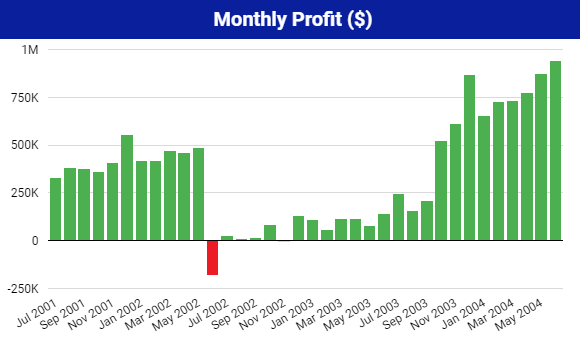 Monthly Profit ($)
1M
750K
500K
250K
0
-250K
Jul 2001
Sep 2001
Nov 2001
Jan 2002
Mar 2002
May 2002
Jul 2002
Sep 2002
Nov 2002
Jan 2003
Mar 2003
May 2003
Jul 2003
Sep 2003
Nov 2003
Jan 2004
Mar 2004
May 2004